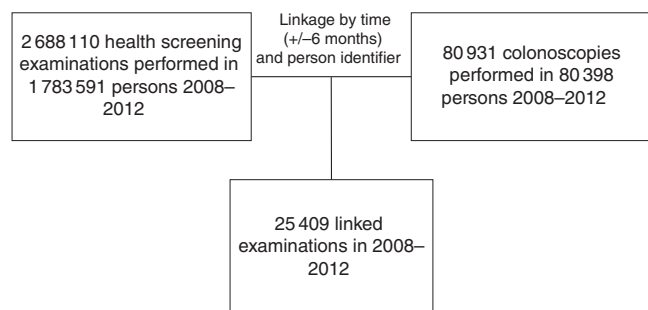 2 688 110 health screening
examinations performed in
1 783 591 persons 2008–
2012
Linkage by time
(+/–6 months)
and person identifier
80 931 colonoscopies
performed in 80 398
persons 2008–2012
25 409 linked
examinations in 2008–
2012